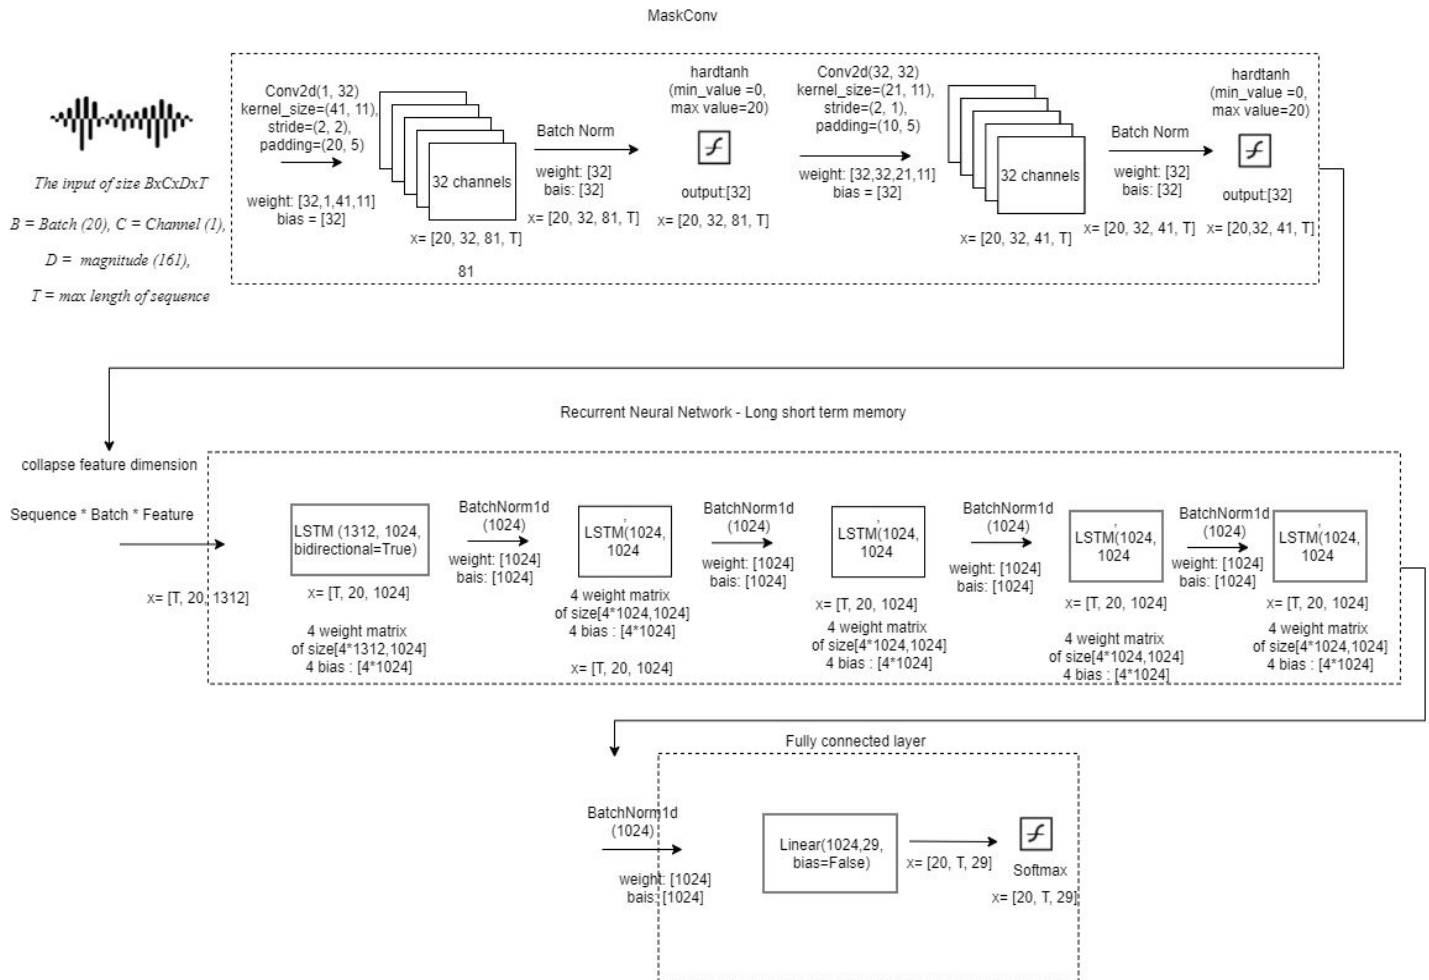 MaskConv
The input of size BxCxDxT
B = Batch (20), C = Channel (1),
D =  magnitude (161),
T = max length of sequence
Conv2d(1, 32)
kernel_size=(41, 11),
stride=(2, 2),
padding=(20, 5)
weight: [32,1,41,11]
bias = [32]
32 channels
x= [20, 32, 81, T]
81
Batch Norm
weight: [32]
bais: [32]
x= [20, 32, 81, T]
hardtanh
(min_value =0,
max value=20)
output:[32]
x= [20, 32, 81, T]
Conv2d(32, 32)
kernel_size=(21, 11),
stride=(2, 1),
padding=(10, 5)
weight: [32,32,21,11]
bias = [32]
32 channels
x= [20, 32, 41, T]
Batch Norm
weight: [32]
bais: [32]
x= [20, 32, 41, T]
hardtanh
(min_value =0,
max value=20)
output:[32]
x= [20,32, 41, T]
Recurrent Neural Network - Long short term memory
collapse feature dimension
Sequence * Batch * Feature
x= [T, 20, 1312]
LSTM (1312, 1024,
bidirectional=True)
x= [T, 20, 1024]
4 weight matrix
of size[4*1312,1024]
4 bias : [4*1024]
BatchNorm1d
(1024)
weight: [1024]
bais: [1024]
LSTM(1024,
1024
4 weight matrix
of size[4*1024,1024]
4 bias : [4*1024]
x= [T, 20, 1024]
BatchNorm1d
(1024)
weight: [1024]
bais: [1024]
LSTM(1024,
1024
x= [T, 20, 1024]
4 weight matrix
of size[4*1024,1024]
4 bias : [4*1024]
BatchNorm1d
(1024)
weight: [1024]
bais: [1024]
LSTM(1024,
1024
x= [T, 20, 1024]
4 weight matrix
of size[4*1024,1024]
4 bias : [4*1024]
BatchNorm1d
(1024)
weight: [1024]
bais: [1024]
LSTM(1024,
1024
x= [T, 20, 1024]
4 weight matrix
of size[4*1024,1024]
4 bias : [4*1024]
Fully connected layer
BatchNorm1d
(1024)
weight: [1024]
bais: [1024]
Linear(1024,29,
bias=False)
x= [20, T, 29]
Softmax
x= [20, T, 29]